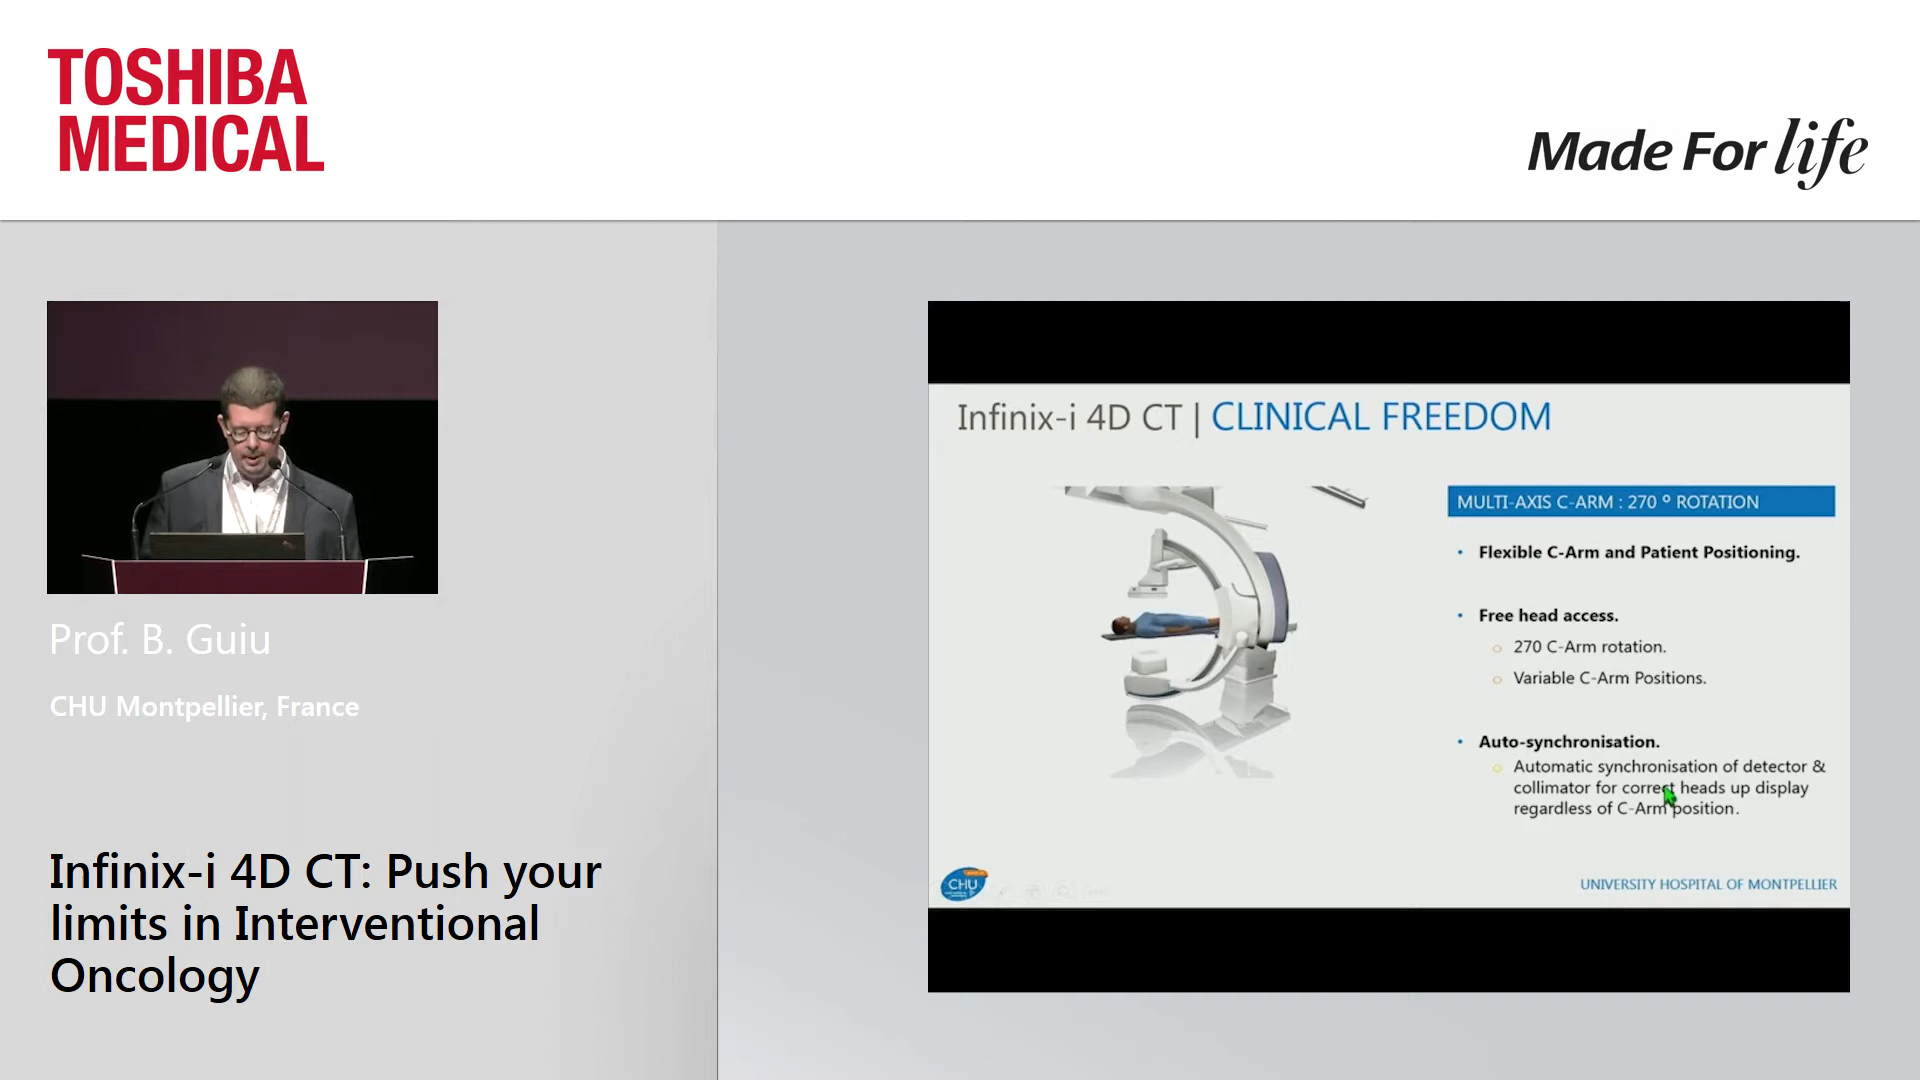 TOSHIBA
MEDICAL
Made For life
Prof. B. Guiu
CHU Montpellier, France
Infinix-i 4D CT: Push your
limits in Interventional
Oncology
Infinix-i 4D CT | CLINICAL FREEDOM
MULTI-AXIS C-ARM : 270 º ROTATION
• Flexible C-Arm and Patient Positioning.
• Free head access.
○ 270 C-Arm rotation.
○ Variable C-Arm Positions.
• Auto-synchronisation.
○ Automatic synchronisation of detector &
collimator for correct heads up display
regardless of C-Arm position.
CHU
UNIVERSITY HOSPITAL OF MONTPELLIER